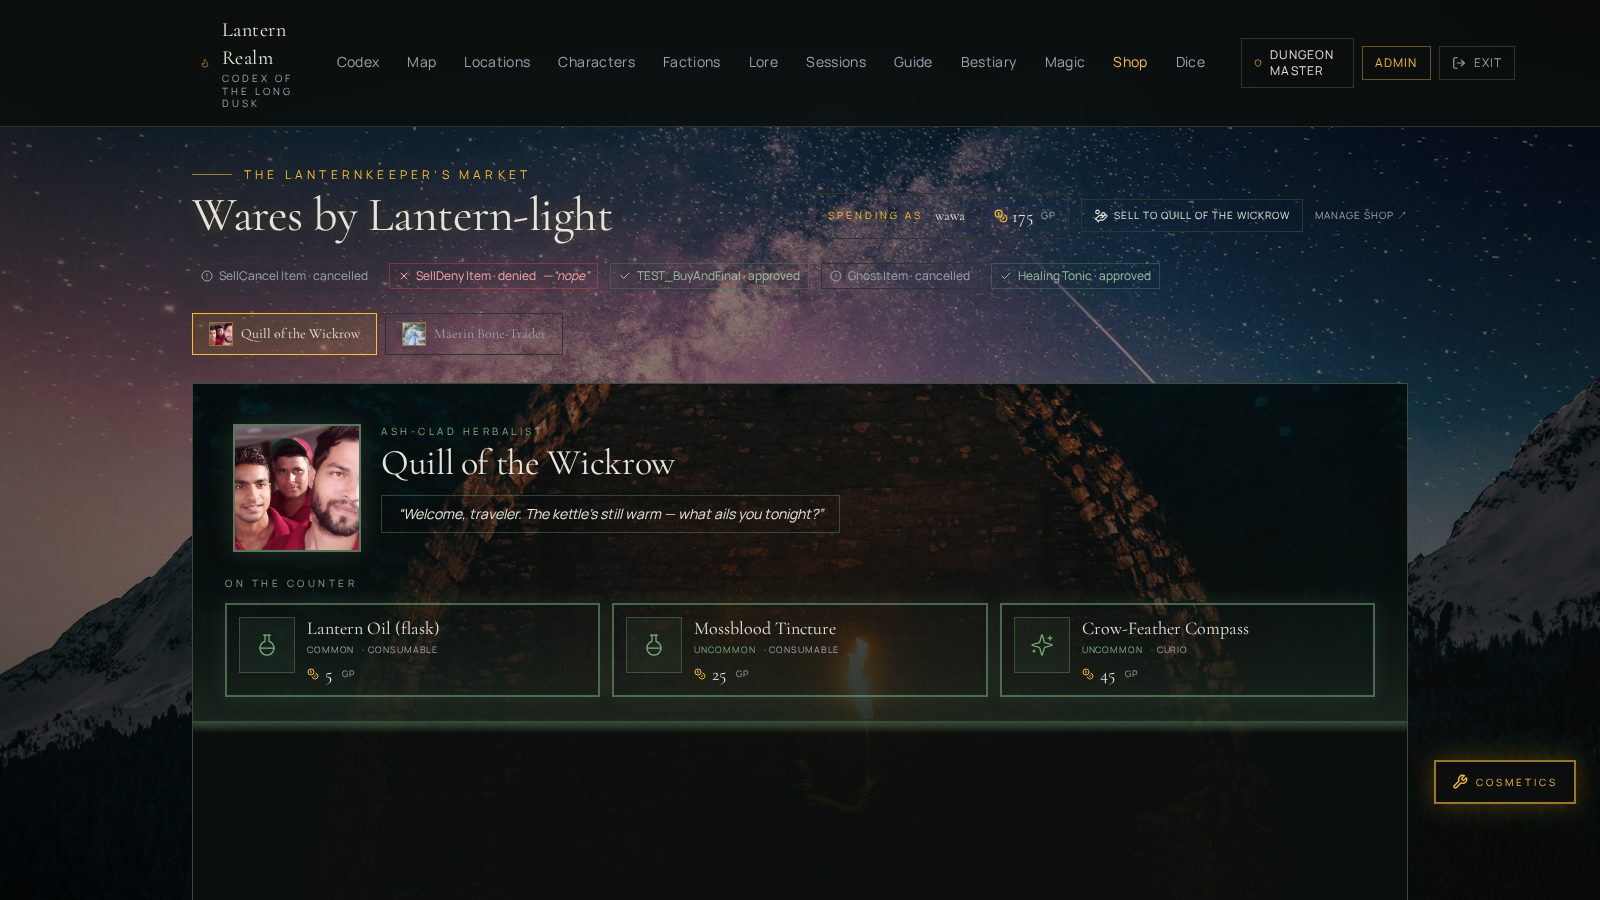 Lantern
Realm
CODEX OF
THE LONG
DUSK
Codex Map Locations Characters Factions Lore Sessions Guide Bestiary Magic Shop Dice
DUNGEON
MASTER
ADMIN
EXIT
THE LANTERNKEEPER'S MARKET
Wares by Lantern-light
SPENDING AS wawa 175 GP
SELL TO QUILL OF THE WICKROW
MANAGE SHOP ↗
SellCancel Item · cancelled
SellDeny Item · denied — "nope"
TEST_BuyAndFinal · approved
Ghost Item · cancelled
Healing Tonic · approved
Quill of the Wickrow
Maerin Bone-Trader
ASH-CLAD HERBALIST
Quill of the Wickrow
“Welcome, traveler. The kettle’s still warm — what ails you tonight?”
ON THE COUNTER
Lantern Oil (flask)
COMMON · CONSUMABLE
5 GP
Mossblood Tincture
UNCOMMON · CONSUMABLE
25 GP
Crow-Feather Compass
UNCOMMON · CURIO
45 GP
COSMETICS